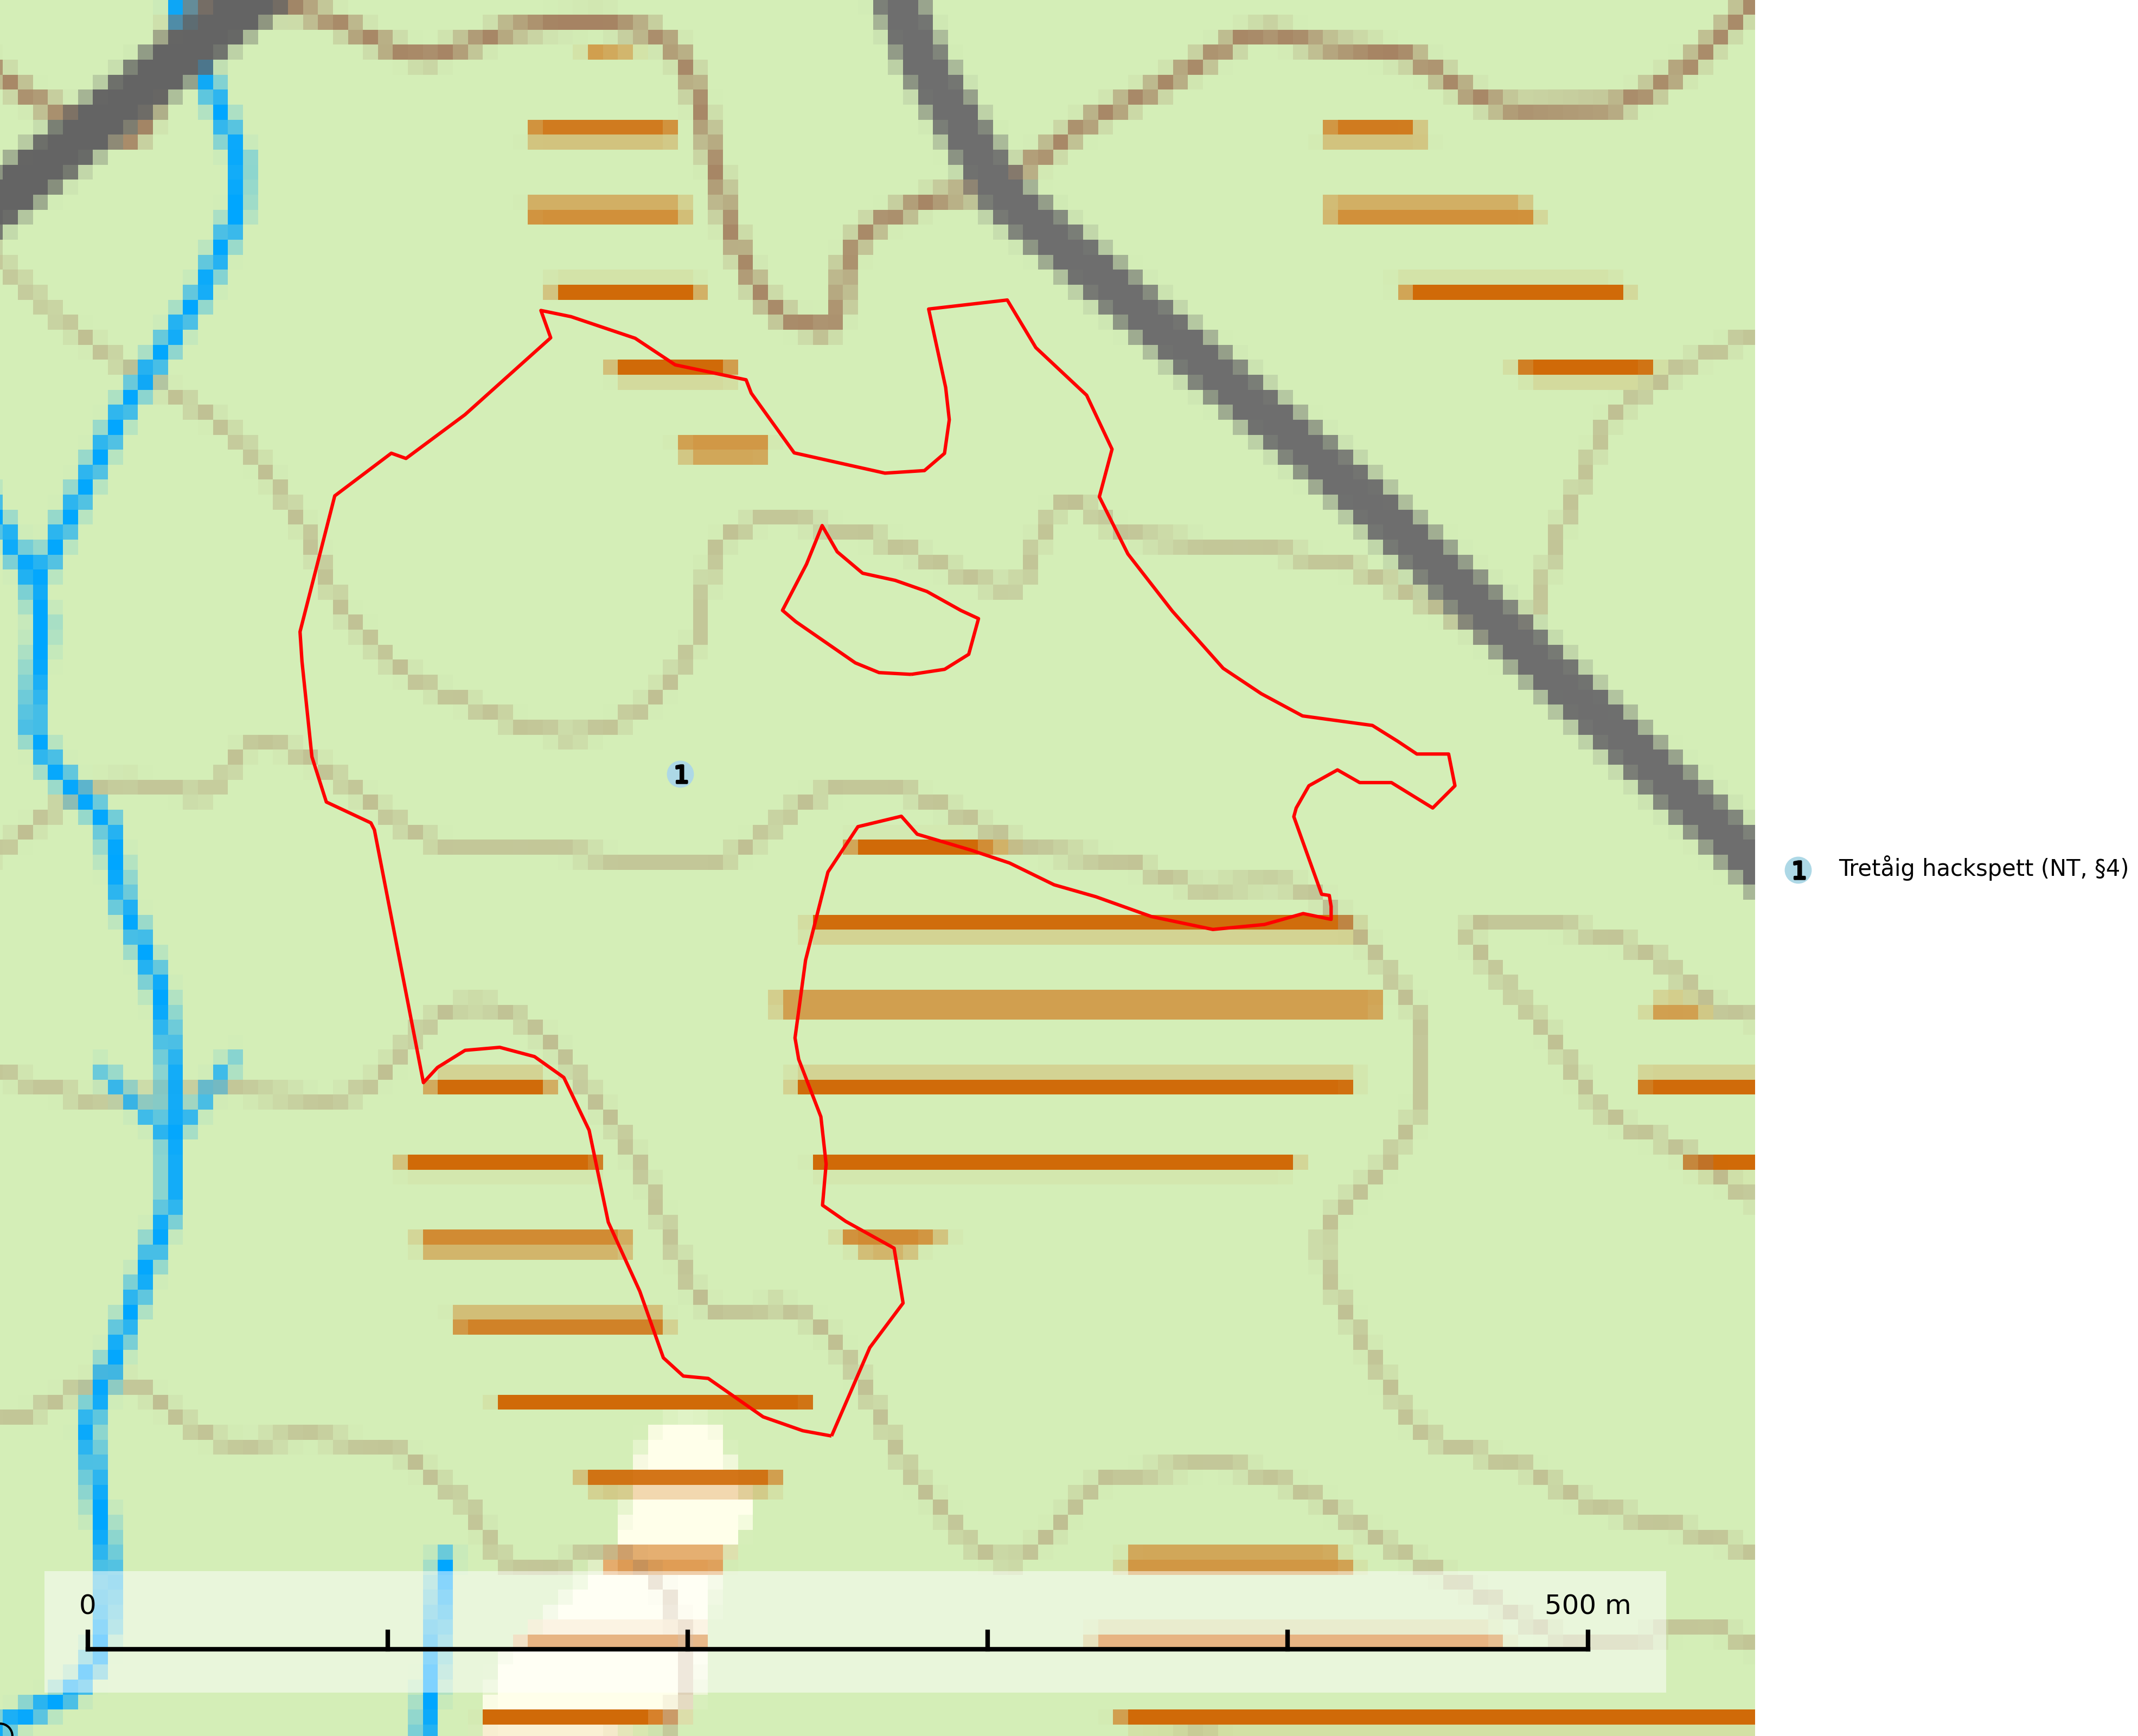 1
1 Tretåig hackspett (NT, §4)
0 500 m